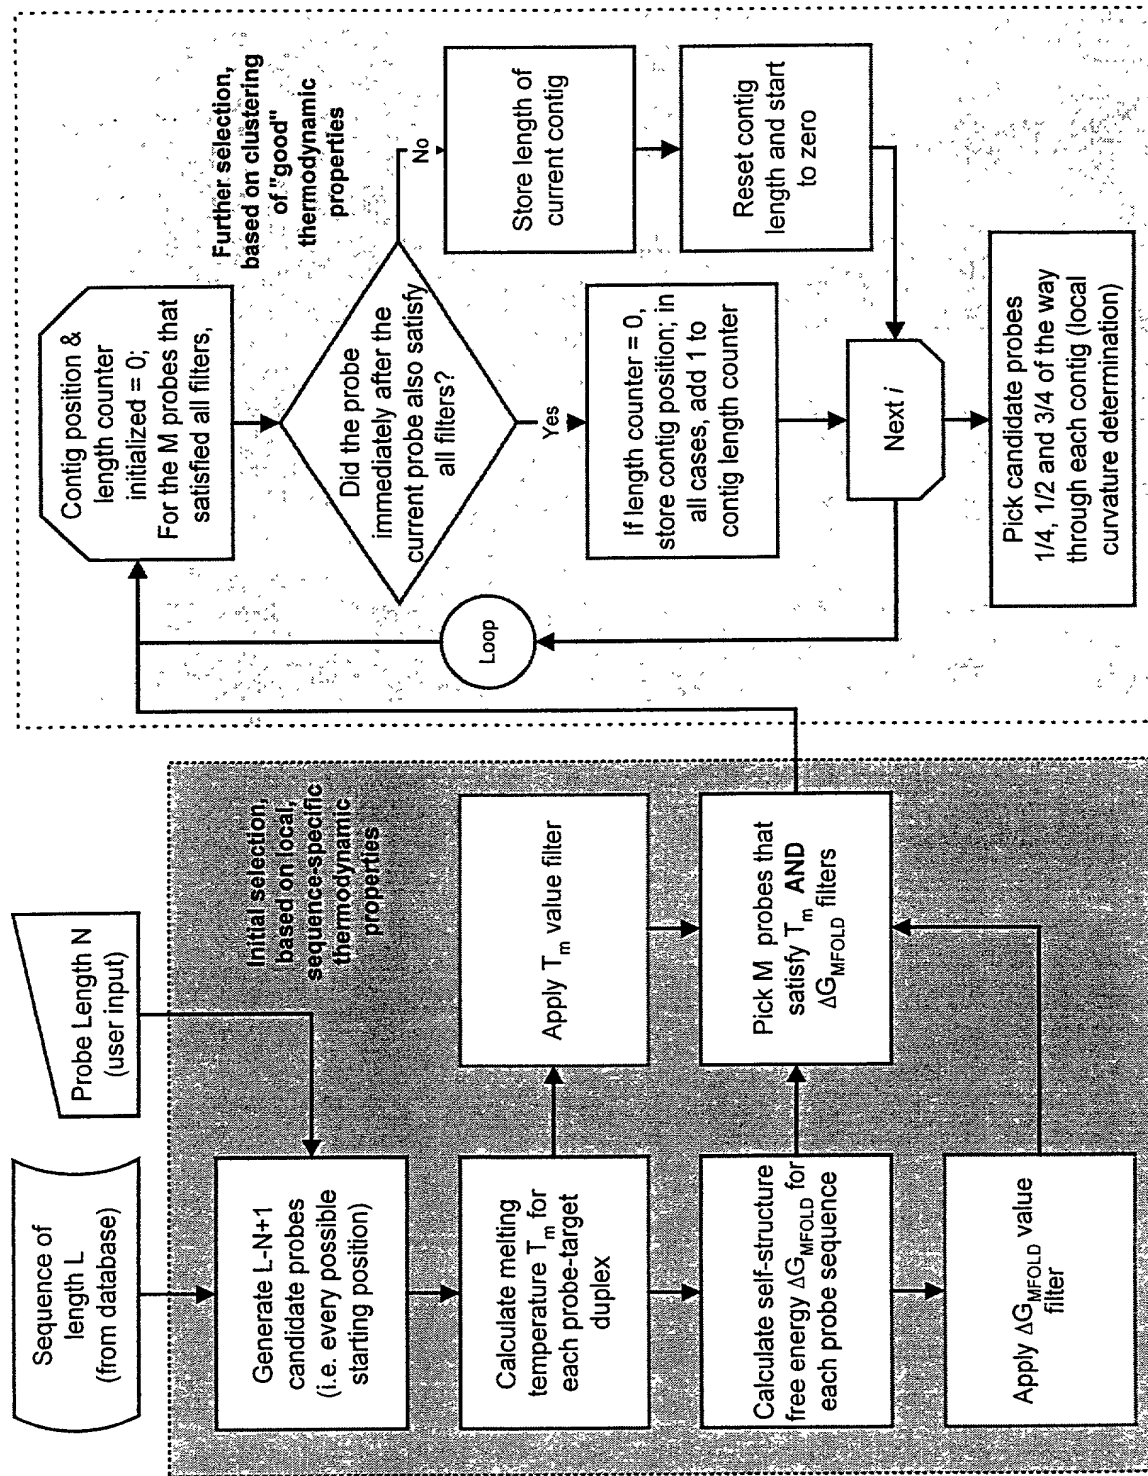 Sequence of
length L
(from database)
Probe Length N
(user input)
Initial selection,
based on local,
sequence-specific
thermodynamic
properties
Generate L-N+1
candidate probes
(i.e. every possible
starting position)
Calculate melting
temperature Tm for
each probe-target
duplex
Apply Tm value filter
Calculate self-structure
free energy ΔGMFOLD for
each probe sequence
Pick M probes that
satisfy Tm AND
ΔGMFOLD filters
Apply ΔGMFOLD value
filter
Further selection,
based on clustering
of "good"
thermodynamic
properties
Contig position &
length counter
initialized = 0;
For the M probes that
satisfied all filters,
Did the probe
immediately after the
current probe also satisfy
all filters?
No
Yes
Store length of
current contig
Reset contig
length and start
to zero
If length counter = 0,
store contig position; in
all cases, add 1 to
contig length counter
Loop
Next i
Pick candidate probes
1/4, 1/2 and 3/4 of the way
through each contig (local
curvature determination)